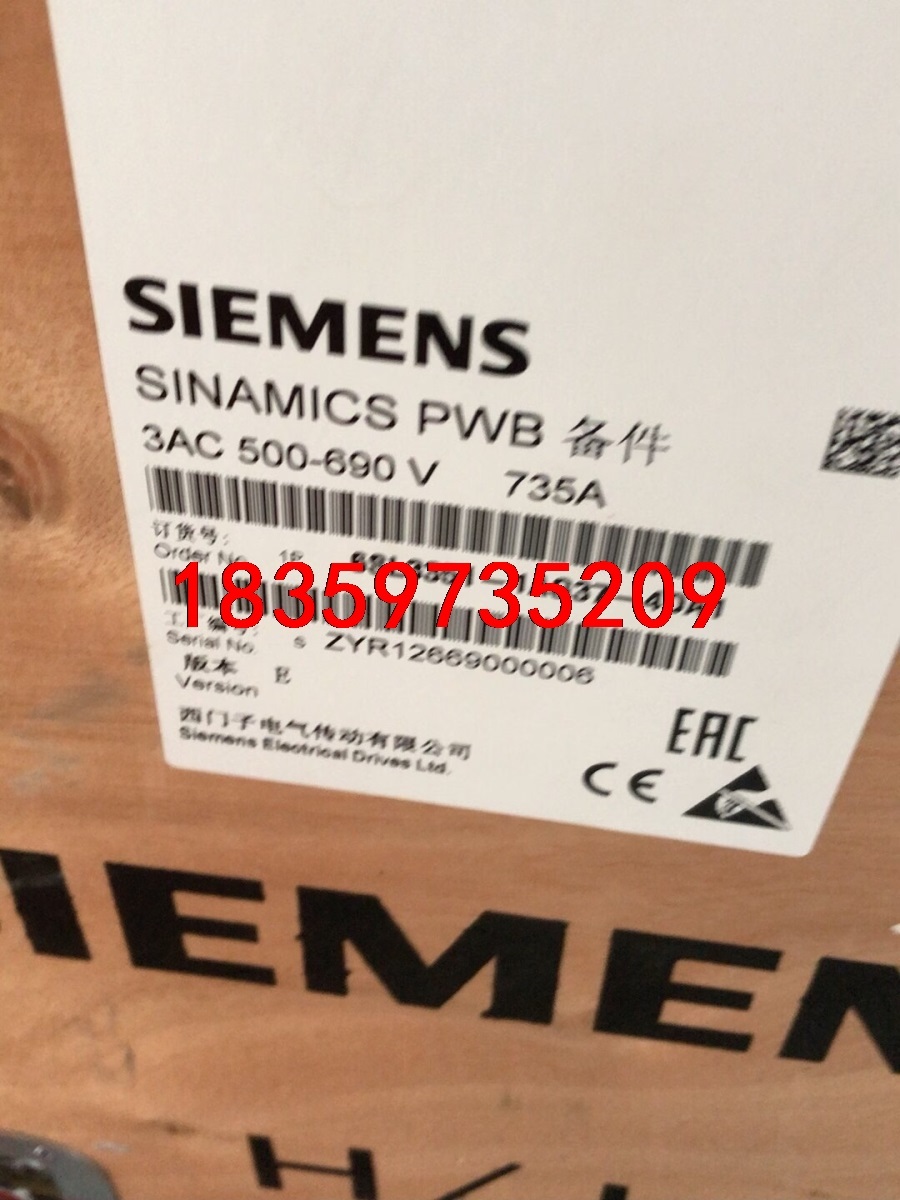 SIEMENS
SINAMICS PWB 备件
3AC 500-690 V 735A
订货号:
Order No. 1P
18359735209
Serial No. S ZYR12669000006
版本
Version E
西门子电气传动有限公司
Siemens Electrical Drives Ltd.
EAC
CE
SIEMEN